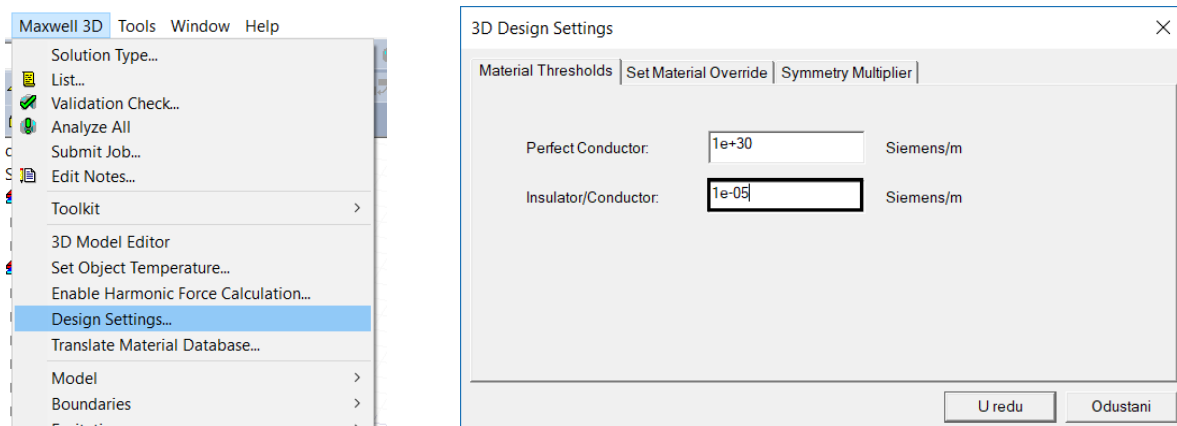 Maxwell 3D Tools Window Help
Solution Type...
List...
Validation Check...
Analyze All
Submit Job...
Edit Notes...
Toolkit
3D Model Editor
Set Object Temperature...
Enable Harmonic Force Calculation...
Design Settings...
Translate Material Database...
Model
Boundaries
3D Design Settings
Material Thresholds Set Material Override Symmetry Multiplier
Perfect Conductor: 1e+30 Siemens/m
Insulator/Conductor: 1e-05 Siemens/m
U redu Odustani